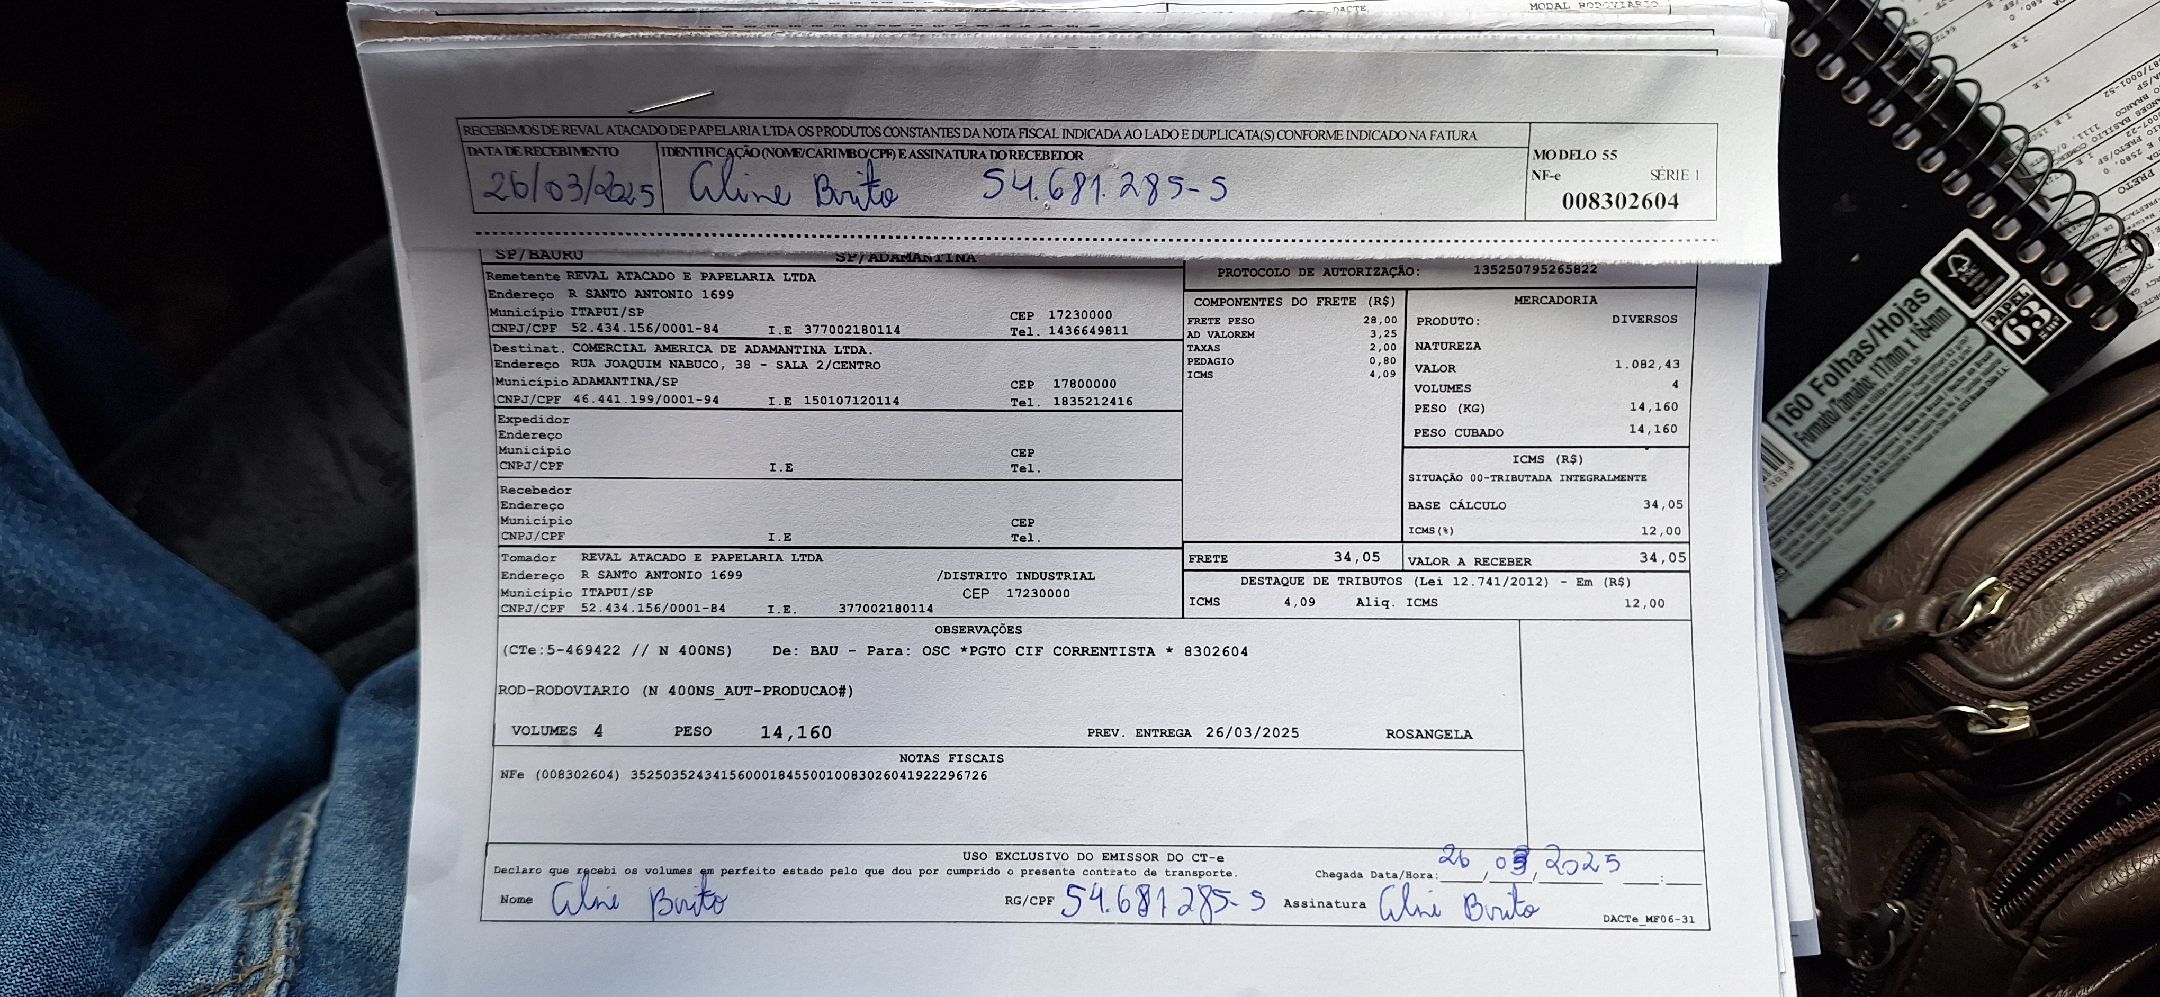 DACTE
MODAL RODOVIÁRIO
RECEBEMOS DE REVAL ATACADO DE PAPELARIA LTDA OS PRODUTOS CONSTANTES DA NOTA FISCAL INDICADA AO LADO E DUPLICATA(S) CONFORME INDICADO NA FATURA
DATA DE RECEBIMENTO IDENTIFICAÇÃO (NOME/CARIMBO/CPF) E ASSINATURA DO RECEBEDOR
26/03/2025 Aline Brito 54.681.285-5
MODELO 55
NF-e SÉRIE 1
008302604
SP/BAURU SP/ADAMANTINA
PROTOCOLO DE AUTORIZAÇÃO: 135250795265822
Remetente REVAL ATACADO E PAPELARIA LTDA
Endereço R SANTO ANTONIO 1699
Município ITAPUI/SP CEP 17230000
CNPJ/CPF 52.434.156/0001-84 I.E 377002180114 Tel. 1436649811
Destinat. COMERCIAL AMERICA DE ADAMANTINA LTDA.
Endereço RUA JOAQUIM NABUCO, 38 - SALA 2/CENTRO
Município ADAMANTINA/SP CEP 17800000
CNPJ/CPF 46.441.199/0001-94 I.E 150107120114 Tel. 1835212416
Expedidor
Endereço
Município CEP
CNPJ/CPF I.E Tel.
Recebedor
Endereço
Município CEP
CNPJ/CPF I.E Tel.
Tomador REVAL ATACADO E PAPELARIA LTDA
Endereço R SANTO ANTONIO 1699 /DISTRITO INDUSTRIAL
Município ITAPUI/SP CEP 17230000
CNPJ/CPF 52.434.156/0001-84 I.E. 377002180114
COMPONENTES DO FRETE (R$)
FRETE PESO 28,00
AD VALOREM 3,25
TAXAS 2,00
PEDAGIO 0,80
ICMS 4,09
MERCADORIA
PRODUTO: DIVERSOS
NATUREZA
VALOR 1.082,43
VOLUMES 4
PESO (KG) 14,160
PESO CUBADO 14,160
ICMS (R$)
SITUAÇÃO 00-TRIBUTADA INTEGRALMENTE
BASE CÁLCULO 34,05
ICMS(%) 12,00
FRETE 34,05 VALOR A RECEBER 34,05
DESTAQUE DE TRIBUTOS (Lei 12.741/2012) - Em (R$)
ICMS 4,09 Aliq. ICMS 12,00
OBSERVAÇÕES
(CTe:5-469422 // N 400NS) De: BAU - Para: OSC *PGTO CIF CORRENTISTA * 8302604
ROD-RODOVIARIO (N 400NS_AUT-PRODUCAO#)
VOLUMES 4 PESO 14,160 PREV. ENTREGA 26/03/2025 ROSANGELA
NOTAS FISCAIS
NFe (008302604) 35250352434156000184550010083026041922296726
USO EXCLUSIVO DO EMISSOR DO CT-e
Declaro que recebi os volumes em perfeito estado pelo que dou por cumprido o presente contrato de transporte. Chegada Data/Hora: 26/03/2025 :
Nome Aline Brito RG/CPF 54.681285-5 Assinatura Aline Brito
DACTe_MF06-31
160 Folhas/Hojas
Formato/Tamaño: 177mm x 164mm
PAPEL
63